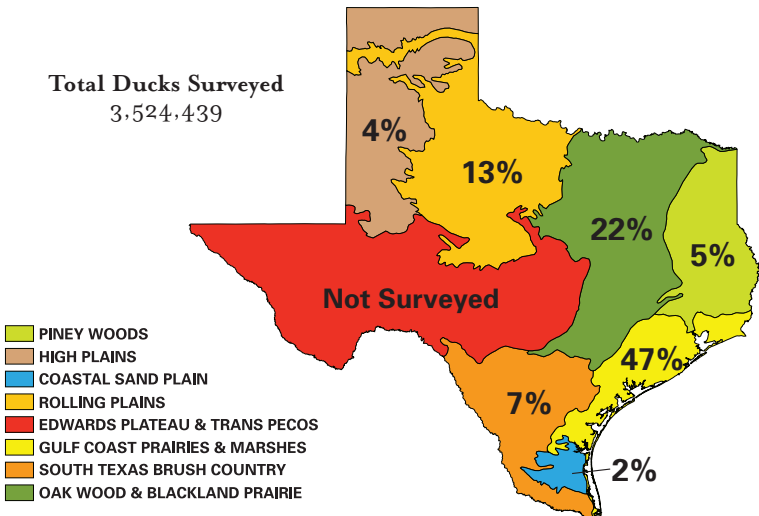 Total Ducks Surveyed
3,524,439
4%
13%
22%
5%
Not Surveyed
47%
7%
2%
PINEY WOODS
HIGH PLAINS
COASTAL SAND PLAIN
ROLLING PLAINS
EDWARDS PLATEAU & TRANS PECOS
GULF COAST PRAIRIES & MARSHES
SOUTH TEXAS BRUSH COUNTRY
OAK WOOD & BLACKLAND PRAIRIE